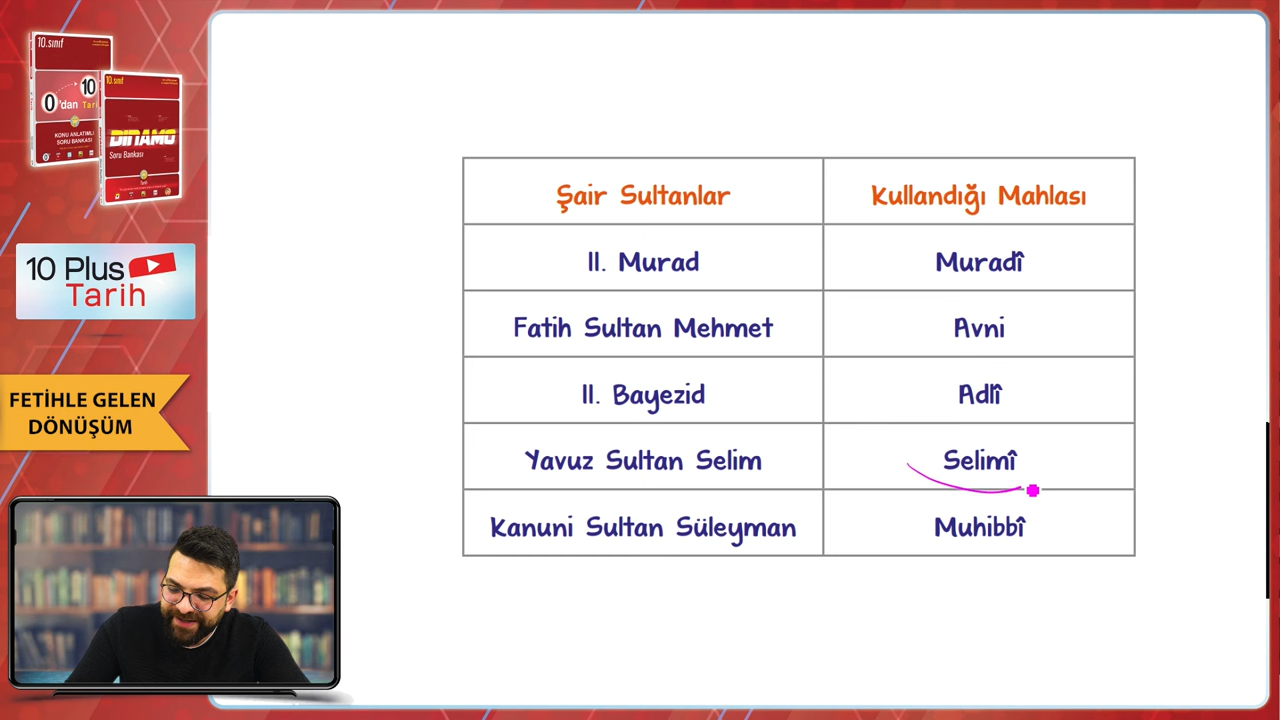 10.sınıf
0'dan 10
Tari
KONU ANLATIMLI
SORU BANKASI
10.sınıf
DİNAMO
Soru Bankası
Tarih
10 Plus
Tarih
FETİHLE GELEN
DÖNÜŞÜM
Şair Sultanlar Kullandığı Mahlası
II. Murad Muradî
Fatih Sultan Mehmet Avni
II. Bayezid Adlî
Yavuz Sultan Selim Selimî
Kanuni Sultan Süleyman Muhibbî